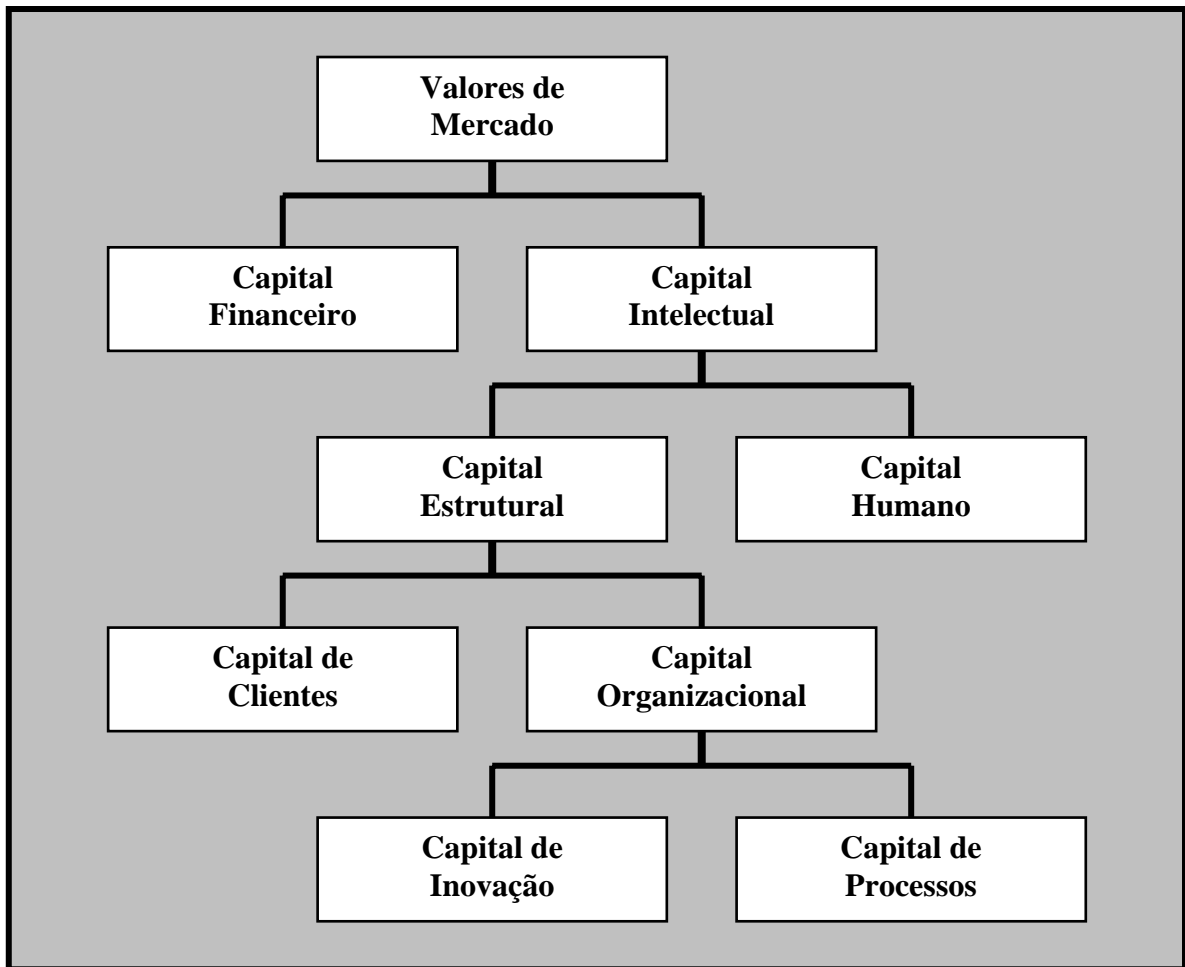 Valores de
Mercado
Capital
Financeiro
Capital
Intelectual
Capital
Estrutural
Capital
Humano
Capital de
Clientes
Capital
Organizacional
Capital de
Inovação
Capital de
Processos